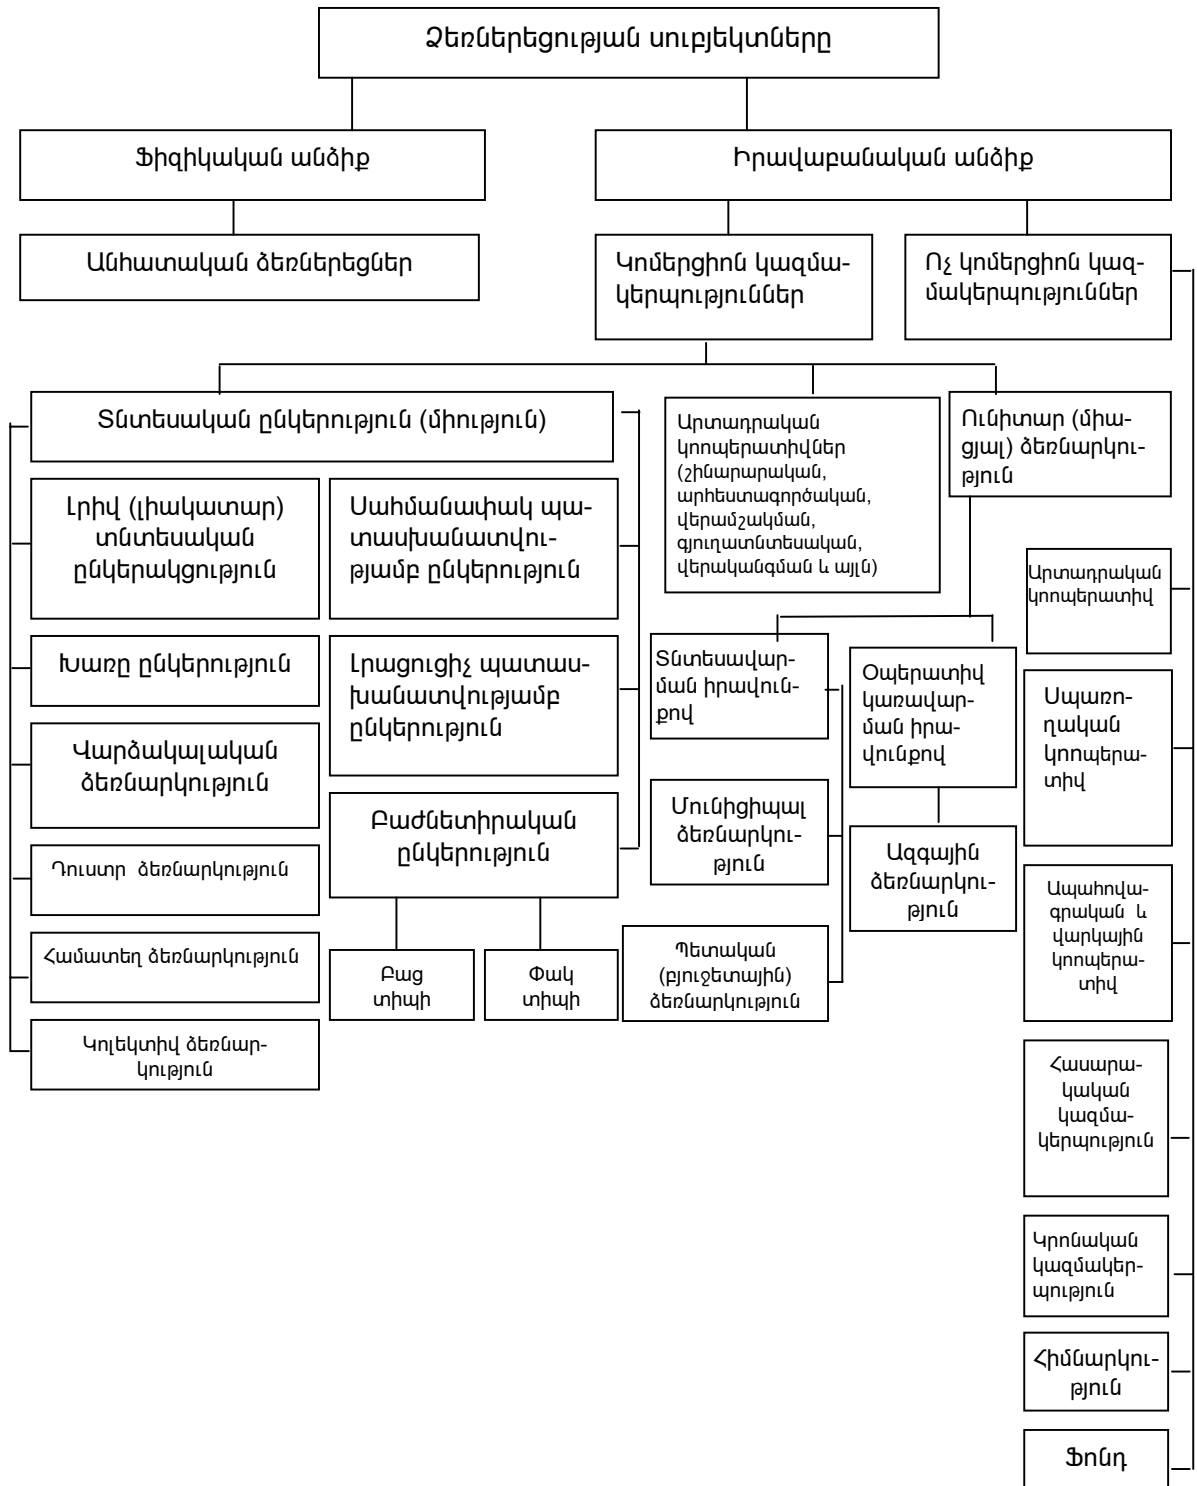 Ձեռներեցության սուբյեկտները
Ֆիզիկական անձիք
Իրավաբանական անձիք
Անհատական ձեռներեցներ
Կոմերցիոն կազմա-
կերպություններ
Ոչ կոմերցիոն կազ-
մակերպություններ
Տնտեսական ընկերություն (միություն)
Լրիվ (լիակատար)
տնտեսական
ընկերակցություն
Խառը ընկերություն
Վարձակալական
ձեռնարկություն
Դուստր ձեռնարկություն
Համատեղ ձեռնարկություն
Կոլեկտիվ ձեռնար-
կություն
Սահմանափակ պա-
տասխանատվու-
թյամբ ընկերություն
Լրացուցիչ պատաս-
խանատվությամբ
ընկերություն
Բաժնետիրական
ընկերություն
Բաց
տիպի
Փակ
տիպի
Արտադրական
կոոպերատիվներ
(շինարարական,
արհեստագործական,
վերամշակման,
գյուղատնտեսական,
վերականգման և այլն)
Ունիտար (միա-
ցյալ) ձեռնարկու-
թյուն
Տնտեսավար-
ման իրավուն-
քով
Մունիցիպալ
ձեռնարկու-
թյուն
Պետական
(բյուջետային)
ձեռնարկություն
Օպերատիվ
կառավար-
ման իրա-
վունքով
Ազգային
ձեռնարկու-
թյուն
Արտադրական
կոոպերատիվ
Սպառո-
ղական
կոոպերա-
տիվ
Ապահովա-
գրական և
վարկային
կոոպերա-
տիվ
Հասարա-
կական
կազմա-
կերպություն
Կրոնական
կազմակեր-
պություն
Հիմնարկու-
թյուն
Ֆոնդ